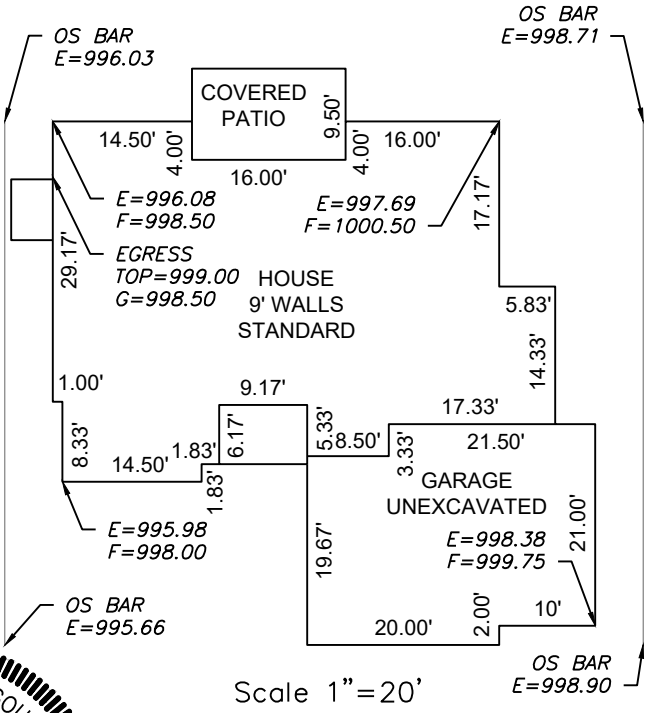 OS BAR
E=996.03
OS BAR
E=998.71
COVERED
PATIO
9.50'
14.50'
4.00'
16.00'
4.00'
16.00'
E=996.08
F=998.50
E=997.69
F=1000.50
17.17'
EGRESS
TOP=999.00
G=998.50
29.17'
HOUSE
9' WALLS
STANDARD
5.83'
14.33'
1.00'
9.17'
17.33'
8.33'
14.50'
1.83'
1.83'
6.17'
5.33'
8.50'
3.33'
21.50'
GARAGE
UNEXCAVATED
21.00'
E=995.98
F=998.00
E=998.38
F=999.75
19.67'
OS BAR
E=995.66
20.00'
2.00'
10'
OS BAR
E=998.90
Scale 1"=20'